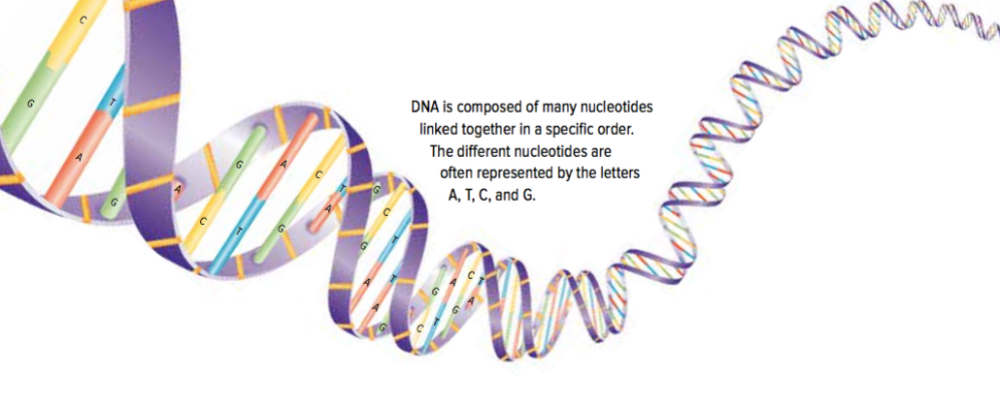 C
G
T
A
G
A
G
C
A
T
C
G
T
A
G
C
G
T
A
T
A
G
G
A
C
T
G
A
C
T
DNA is composed of many nucleotides
linked together in a specific order.
The different nucleotides are
often represented by the letters
A, T, C, and G.